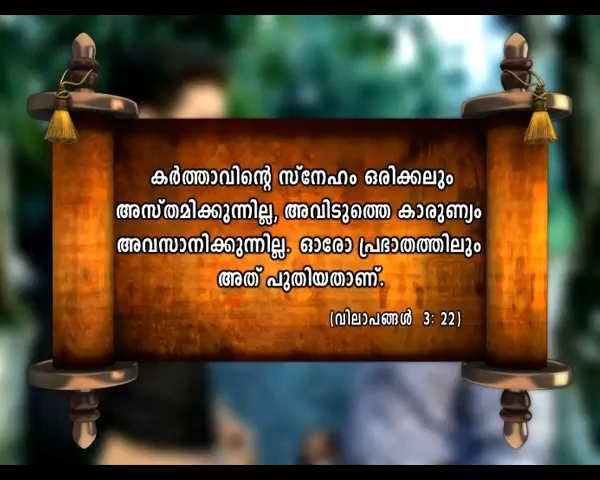 കർത്താവിന്റെ സ്നേഹം ഒരിക്കലും
അസ്തമിക്കുന്നില്ല, അവിടുത്തെ കാരുണ്യം
അവസാനിക്കുന്നില്ല. ഓരോ പ്രഭാതത്തിലും
അത് പുതിയതാണ്.
(വിലാപങ്ങൾ 3: 22)